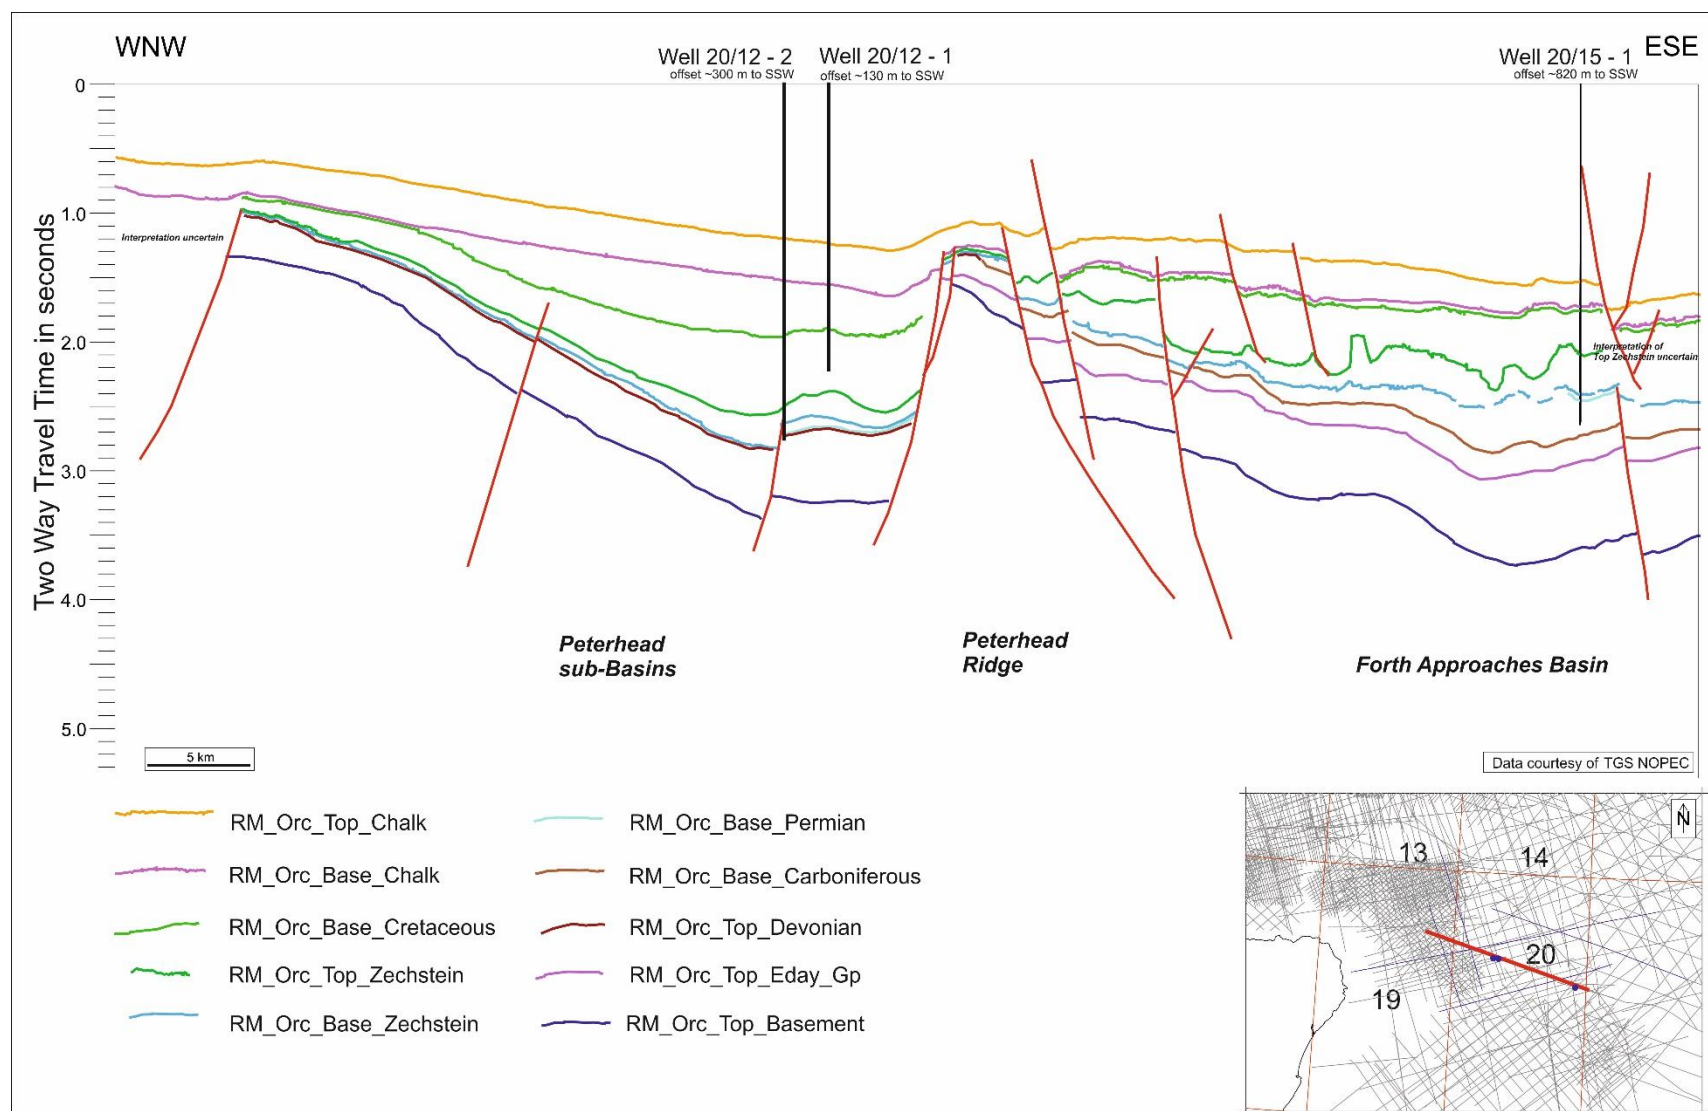 WNW
Well 20/12 - 2
offset ~300 m to SSW
Well 20/12 - 1
offset ~130 m to SSW
Well 20/15 - 1
offset ~820 m to SSW
ESE
Two Way Travel Time in seconds
0
1.0
2.0
3.0
4.0
5.0
Interpretation uncertain
Interpretation of
Top Zechstein uncertain
Peterhead
sub-Basins
Peterhead
Ridge
Forth Approaches Basin
5 km
Data courtesy of TGS NOPEC
RM_Orc_Top_Chalk
RM_Orc_Base_Chalk
RM_Orc_Base_Cretaceous
RM_Orc_Top_Zechstein
RM_Orc_Base_Zechstein
RM_Orc_Base_Permian
RM_Orc_Base_Carboniferous
RM_Orc_Top_Devonian
RM_Orc_Top_Eday_Gp
RM_Orc_Top_Basement
N
13
14
20
19